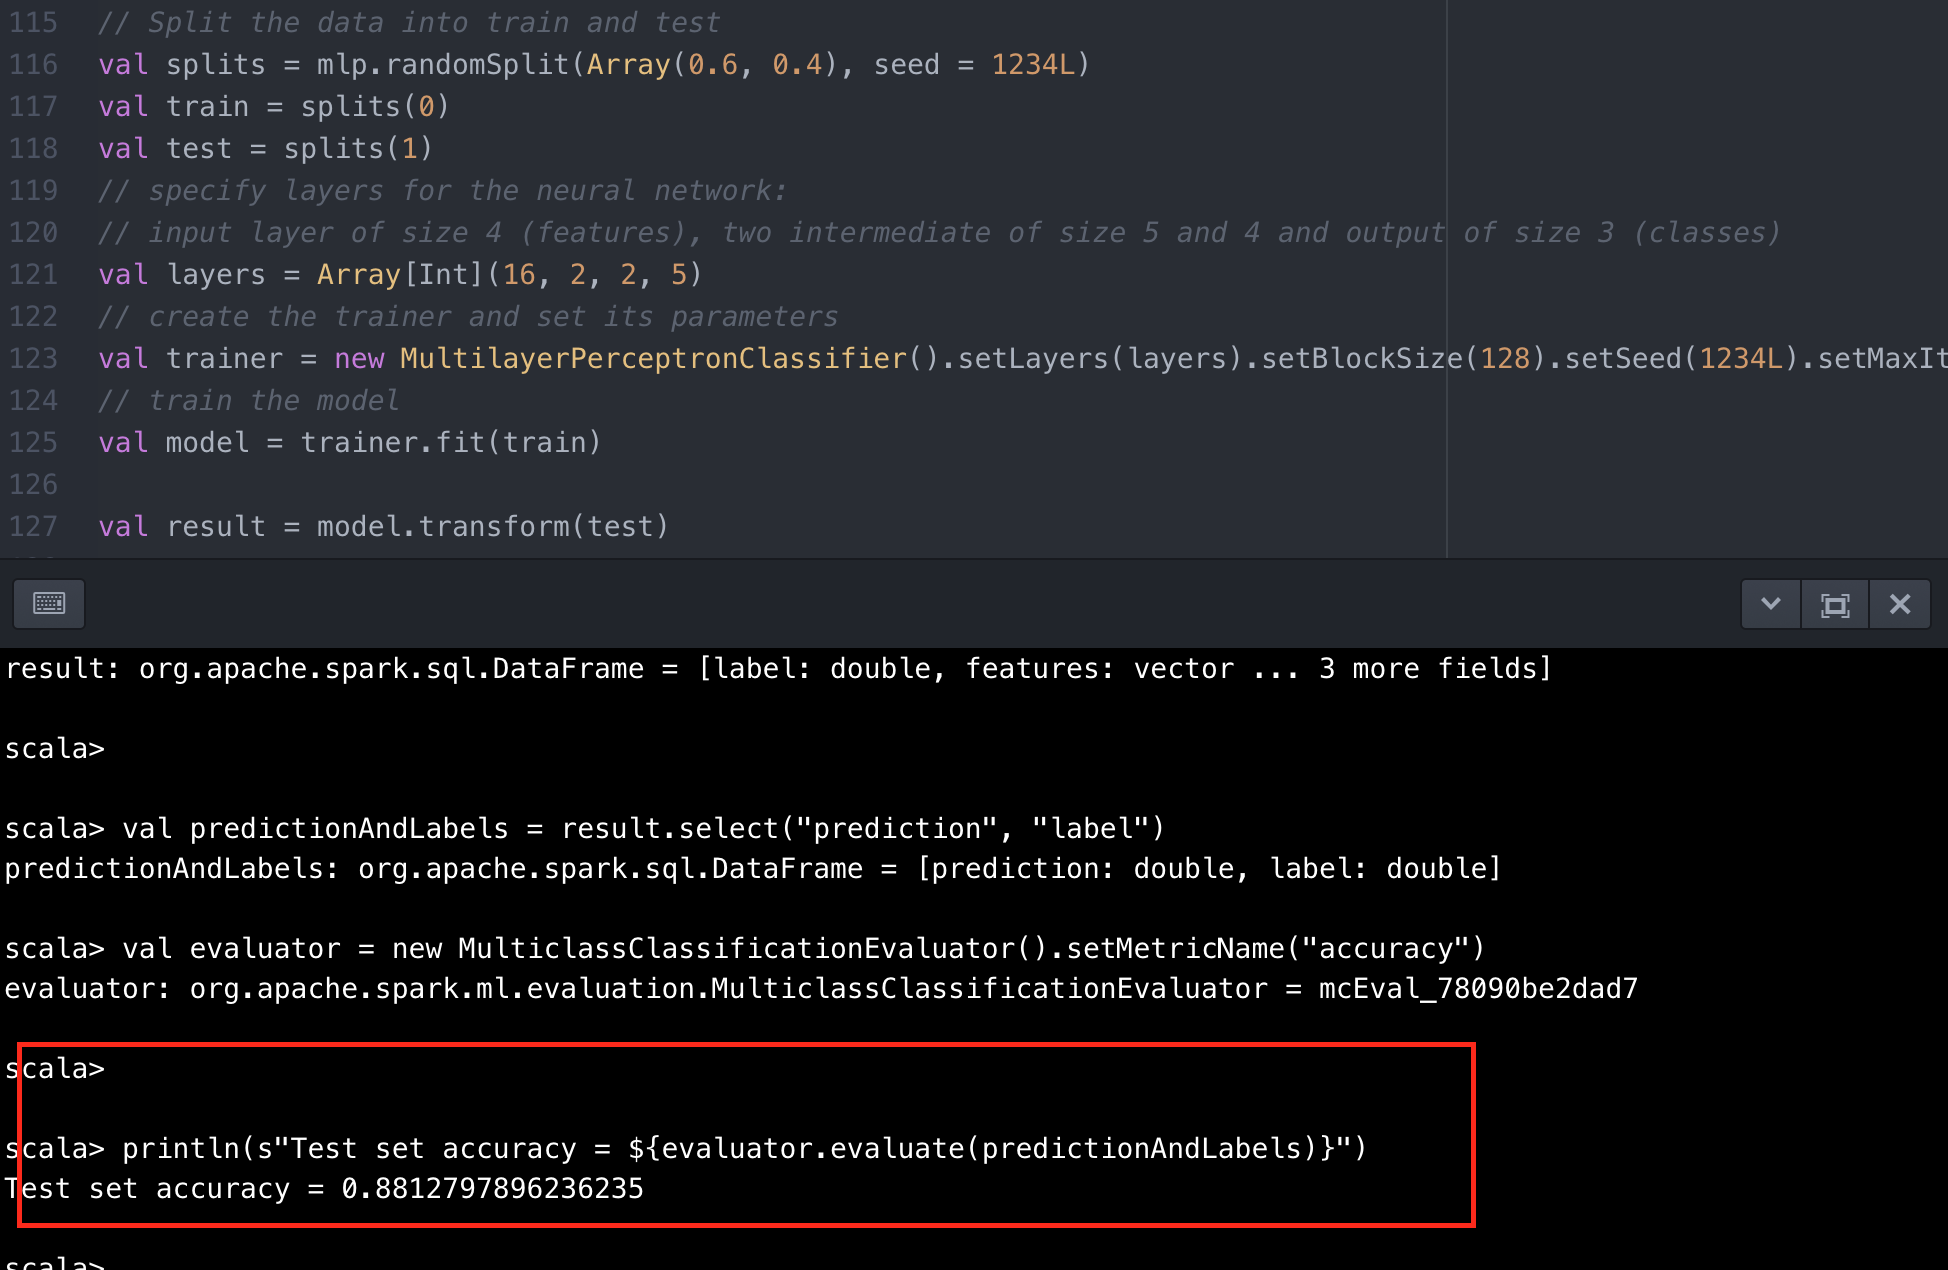 115 // Split the data into train and test
116 val splits = mlp.randomSplit(Array(0.6, 0.4), seed = 1234L)
117 val train = splits(0)
118 val test = splits(1)
119 // specify layers for the neural network:
120 // input layer of size 4 (features), two intermediate of size 5 and 4 and output of size 3 (classes)
121 val layers = Array[Int](16, 2, 2, 5)
122 // create the trainer and set its parameters
123 val trainer = new MultilayerPerceptronClassifier().setLayers(layers).setBlockSize(128).setSeed(1234L).setMaxIt
124 // train the model
125 val model = trainer.fit(train)
126
127 val result = model.transform(test)
result: org.apache.spark.sql.DataFrame = [label: double, features: vector ... 3 more fields]
scala>
scala> val predictionAndLabels = result.select("prediction", "label")
predictionAndLabels: org.apache.spark.sql.DataFrame = [prediction: double, label: double]
scala> val evaluator = new MulticlassClassificationEvaluator().setMetricName("accuracy")
evaluator: org.apache.spark.ml.evaluation.MulticlassClassificationEvaluator = mcEval_78090be2dad7
scala>
scala> println(s"Test set accuracy = ${evaluator.evaluate(predictionAndLabels)}")
Test set accuracy = 0.8812797896236235
scala>